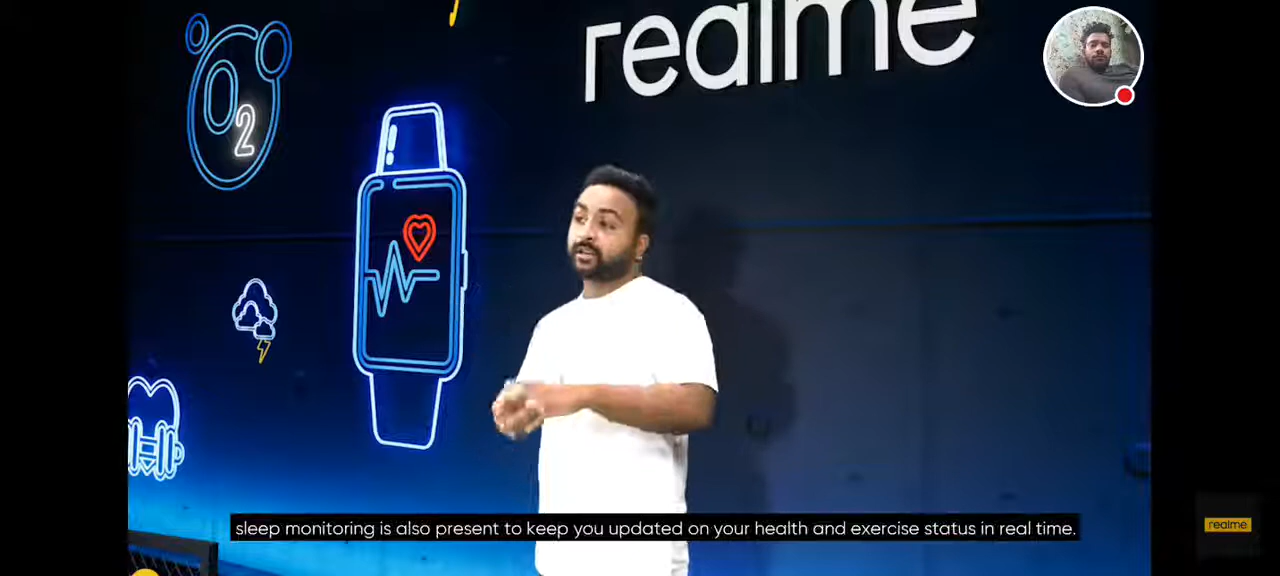 realme
O2
sleep monitoring is also present to keep you updated on your health and exercise status in real time.
realme